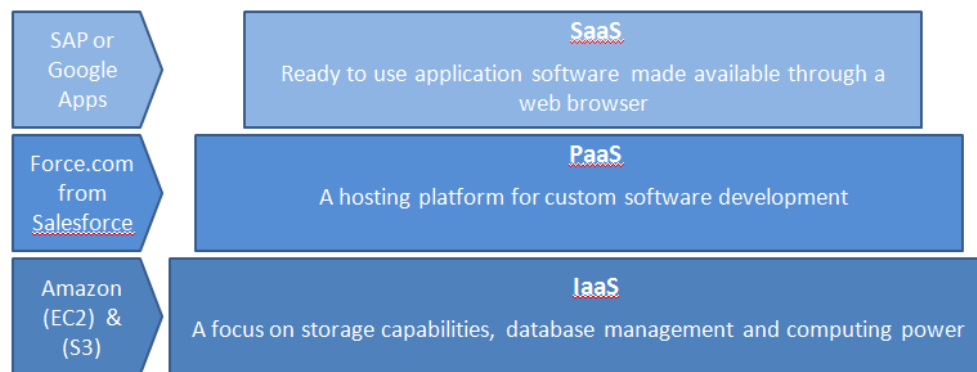 SAP or
Google
Apps
SaaS
Ready to use application software made available through a
web browser
Force.com
from
Salesforce
PaaS
A hosting platform for custom software development
Amazon
(EC2) &
(S3)
IaaS
A focus on storage capabilities, database management and computing power